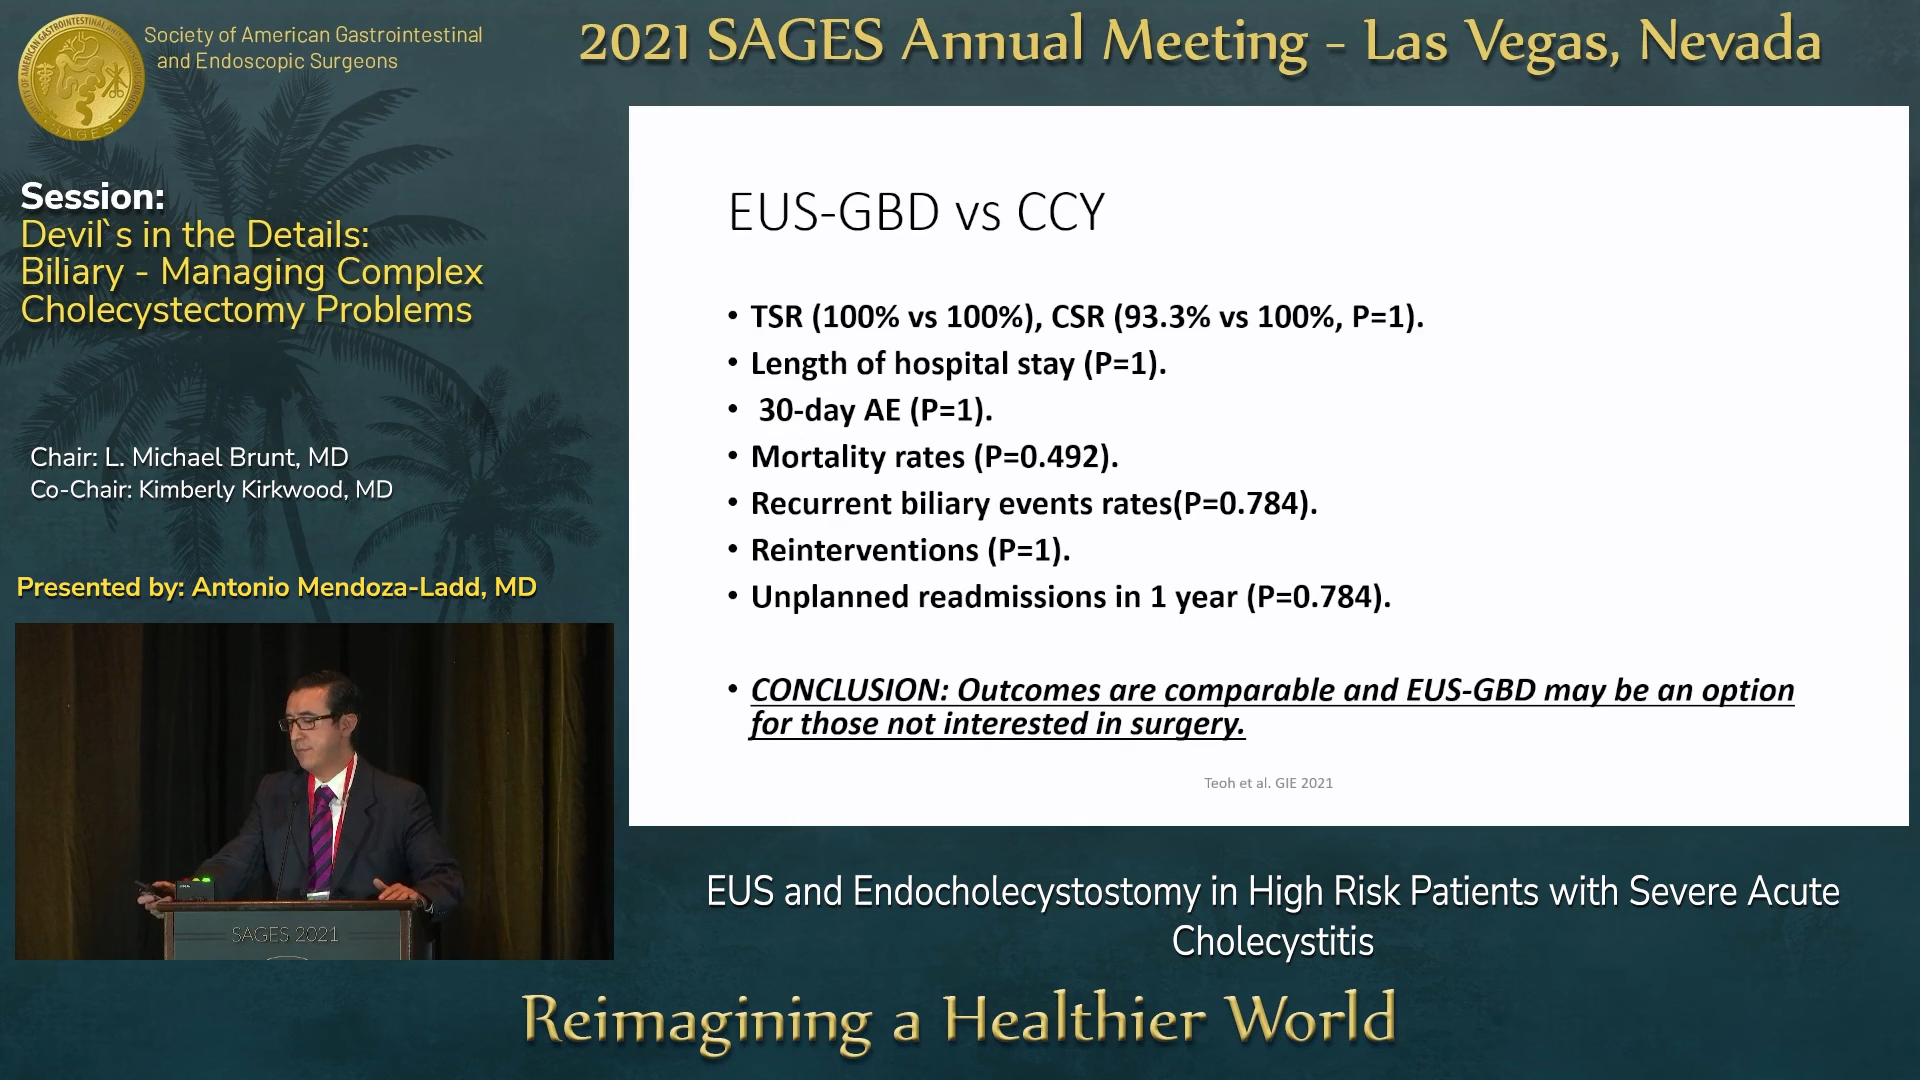 Society of American Gastrointestinal
and Endoscopic Surgeons
2021 SAGES Annual Meeting - Las Vegas, Nevada
SAGES
Session:
Devil`s in the Details:
Biliary - Managing Complex
Cholecystectomy Problems
Chair: L. Michael Brunt, MD
Co-Chair: Kimberly Kirkwood, MD
Presented by: Antonio Mendoza-Ladd, MD
SAGES 2021
EUS-GBD vs CCY
• TSR (100% vs 100%), CSR (93.3% vs 100%, P=1).
• Length of hospital stay (P=1).
• 30-day AE (P=1).
• Mortality rates (P=0.492).
• Recurrent biliary events rates(P=0.784).
• Reinterventions (P=1).
• Unplanned readmissions in 1 year (P=0.784).
• CONCLUSION: Outcomes are comparable and EUS-GBD may be an option
for those not interested in surgery.
Teoh et al. GIE 2021
EUS and Endocholecystostomy in High Risk Patients with Severe Acute
Cholecystitis
Reimagining a Healthier World